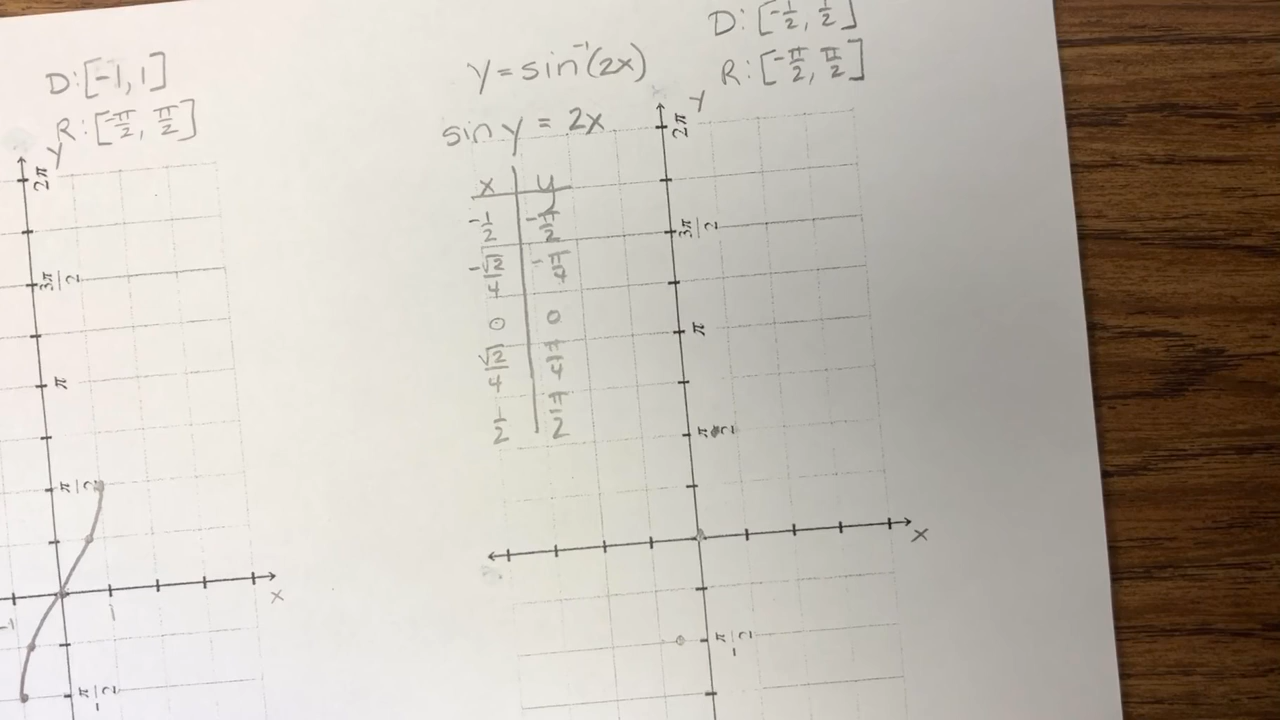 D: [-1, 1]
R: [-π/2, π/2]
Y
2π
3π/2
π
π/2
1
x
-π/2
y = sin⁻¹(2x)
sin y = 2x
D: [-1/2, 1/2]
R: [-π/2, π/2]
x y
-1/2 -π/2
-√2/4 -π/4
0 0
√2/4 π/4
1/2 π/2
Y
2π
3π/2
π
π/2
x
-π/2